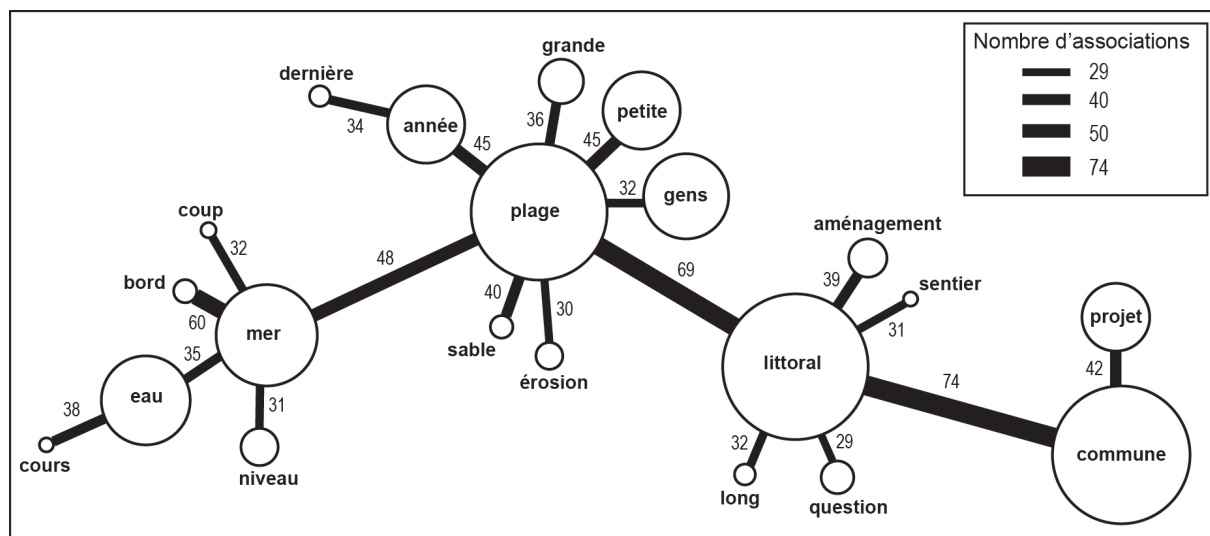 grande
dernière
petite
année
34
36
45
45
gens
32
plage
coup
32
48
bord
60
mer
35
eau
31
38
cours
niveau
40
sable
30
érosion
69
aménagement
39
sentier
31
littoral
74
projet
42
commune
32
long
29
question
Nombre d'associations
29
40
50
74